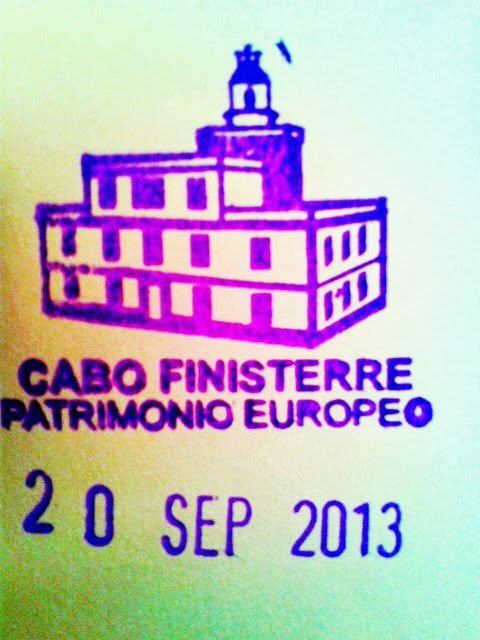 CABO FINISTERRE
PATRIMONIO EUROPEO
20 SEP 2013